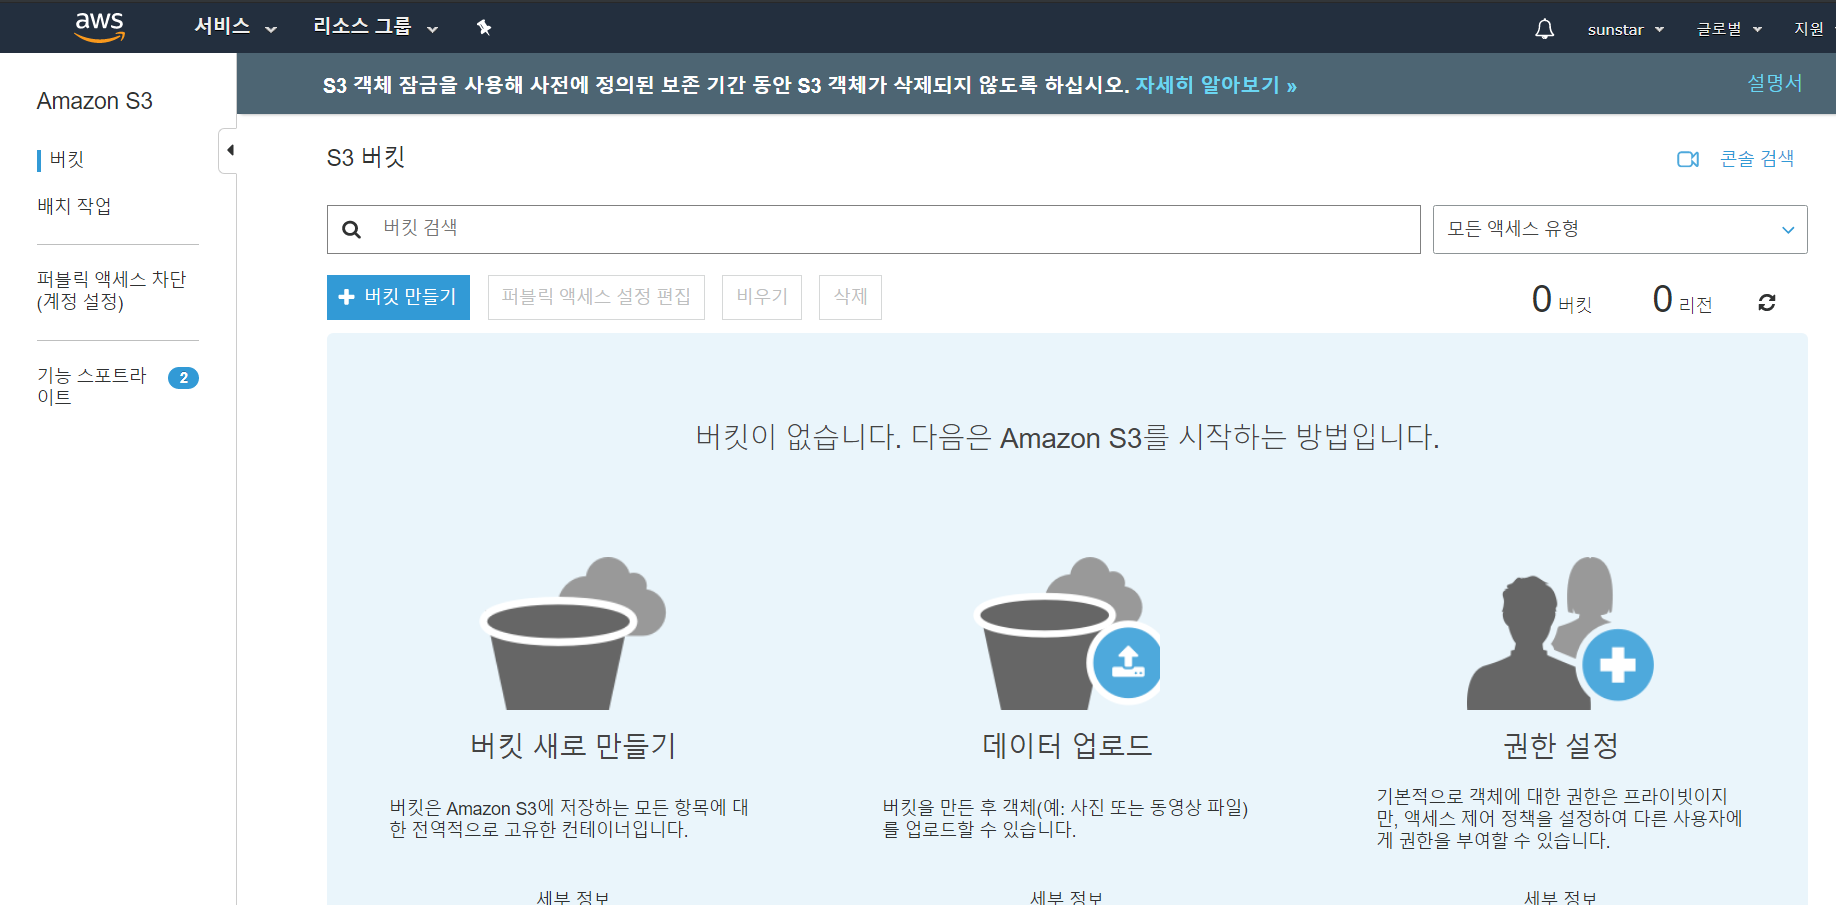 aws 서비스 리소스 그룹 sunstar 글로벌 지원
Amazon S3
버킷
배치 작업
퍼블릭 액세스 차단
(계정 설정)
기능 스포트라
이트
2
S3 객체 잠금을 사용해 사전에 정의된 보존 기간 동안 S3 객체가 삭제되지 않도록 하십시오. 자세히 알아보기 » 설명서
S3 버킷 콘솔 검색
버킷 검색 모든 액세스 유형
버킷 만들기 퍼블릭 액세스 설정 편집 비우기 삭제 0 버킷 0 리전
버킷이 없습니다. 다음은 Amazon S3를 시작하는 방법입니다.
버킷 새로 만들기
버킷은 Amazon S3에 저장하는 모든 항목에 대
한 전역적으로 고유한 컨테이너입니다.
세부 정보
데이터 업로드
버킷을 만든 후 객체(예: 사진 또는 동영상 파일)
를 업로드할 수 있습니다.
세부 정보
권한 설정
기본적으로 객체에 대한 권한은 프라이빗이지
만, 액세스 제어 정책을 설정하여 다른 사용자에
게 권한을 부여할 수 있습니다.
세부 정보